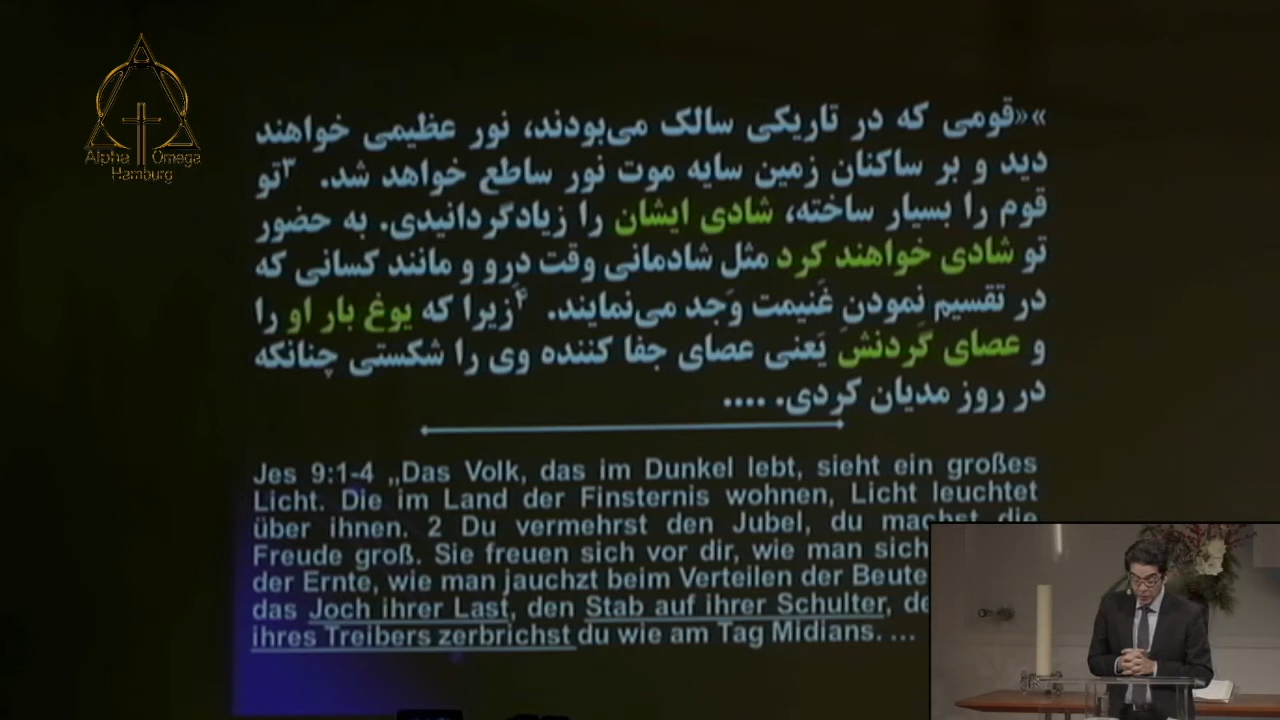 Alpha Omega
Hamburg
»«قومی که در تاریکی سالک می‌بودند، نور عظیمی خواهند
دید و بر ساکنان زمین سایه موت نور ساطع خواهد شد. ۳تو
قوم را بسیار ساخته، شادی ایشان را زیادگردانیدی. به حضور
تو شادی خواهند کرد مثل شادمانی وقت درو و مانند کسانی که
در تقسیم نمودن غَنیمت وَجد می‌نمایند. ۴زیرا که یوغ بار او را
و عصای گردنش یَعنی عصای جفا کننده وی را شکستی چنانکه
در روز مدیان کردی. ....
Jes 9:1-4 „Das Volk, das im Dunkel lebt, sieht ein großes
Licht. Die im Land der Finsternis wohnen, Licht leuchtet
über ihnen. 2 Du vermehrst den Jubel, du machst die
Freude groß. Sie freuen sich vor dir, wie man sich
der Ernte, wie man jauchzt beim Verteilen der Beute
das Joch ihrer Last, den Stab auf ihrer Schulter,
ihres Treibers zerbrichst du wie am Tag Midians. ...